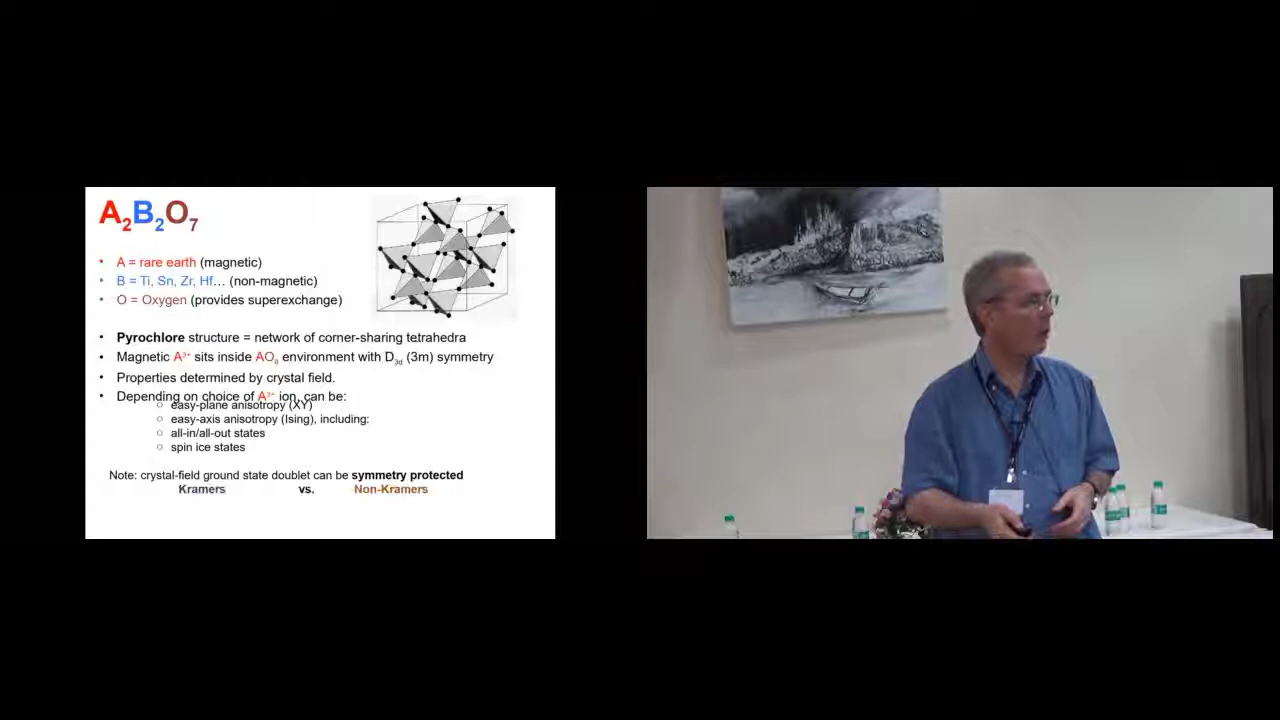 A₂B₂O₇
• A = rare earth (magnetic)
• B = Ti, Sn, Zr, Hf… (non-magnetic)
• O = Oxygen (provides superexchange)
• Pyrochlore structure = network of corner-sharing tetrahedra
• Magnetic A³⁺ sits inside AO₈ environment with D₃d (3m) symmetry
• Properties determined by crystal field.
• Depending on choice of A³⁺ ion, can be:
○ easy-plane anisotropy (XY)
○ easy-axis anisotropy (Ising), including:
○ all-in/all-out states
○ spin ice states
Note: crystal-field ground state doublet can be symmetry protected
Kramers vs. Non-Kramers